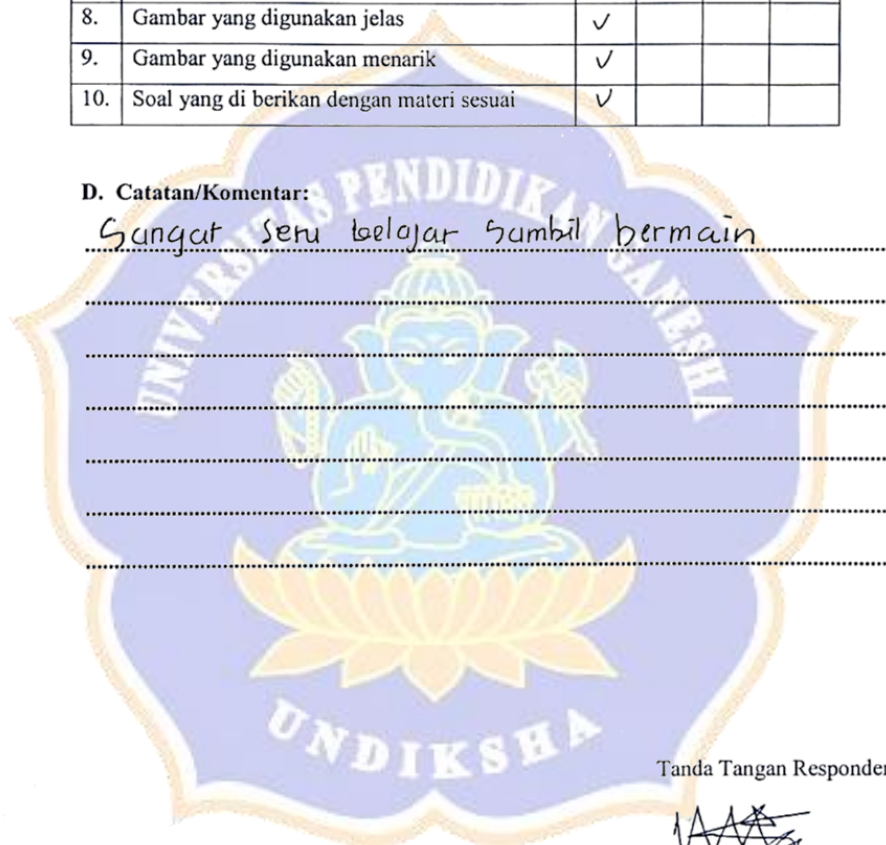 8. Gambar yang digunakan jelas ✓
9. Gambar yang digunakan menarik ✓
10. Soal yang di berikan dengan materi sesuai ✓
D. Catatan/Komentar:
Sangat seru belajar sambil bermain
UNIVERSITAS PENDIDIKAN GANESHA
UNDIKSHA
Tanda Tangan Responden